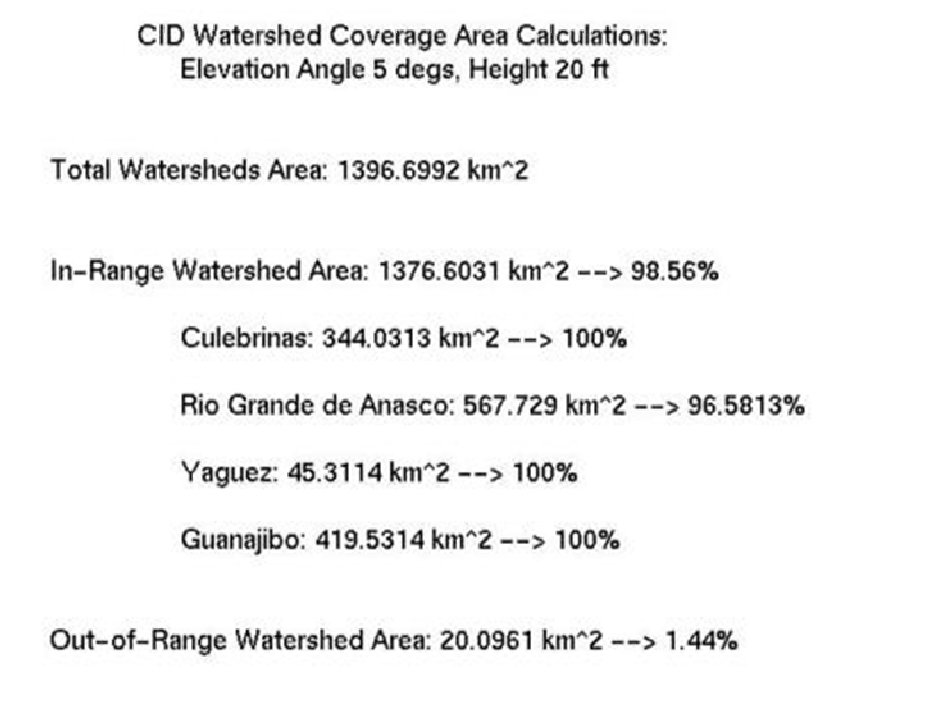 CID Watershed Coverage Area Calculations:
Elevation Angle 5 degs, Height 20 ft
Total Watersheds Area: 1396.6992 km^2
In-Range Watershed Area: 1376.6031 km^2 --> 98.56%
Culebrinas: 344.0313 km^2 --> 100%
Rio Grande de Anasco: 567.729 km^2 --> 96.5813%
Yaguez: 45.3114 km^2 --> 100%
Guanajibo: 419.5314 km^2 --> 100%
Out-of-Range Watershed Area: 20.0961 km^2 --> 1.44%